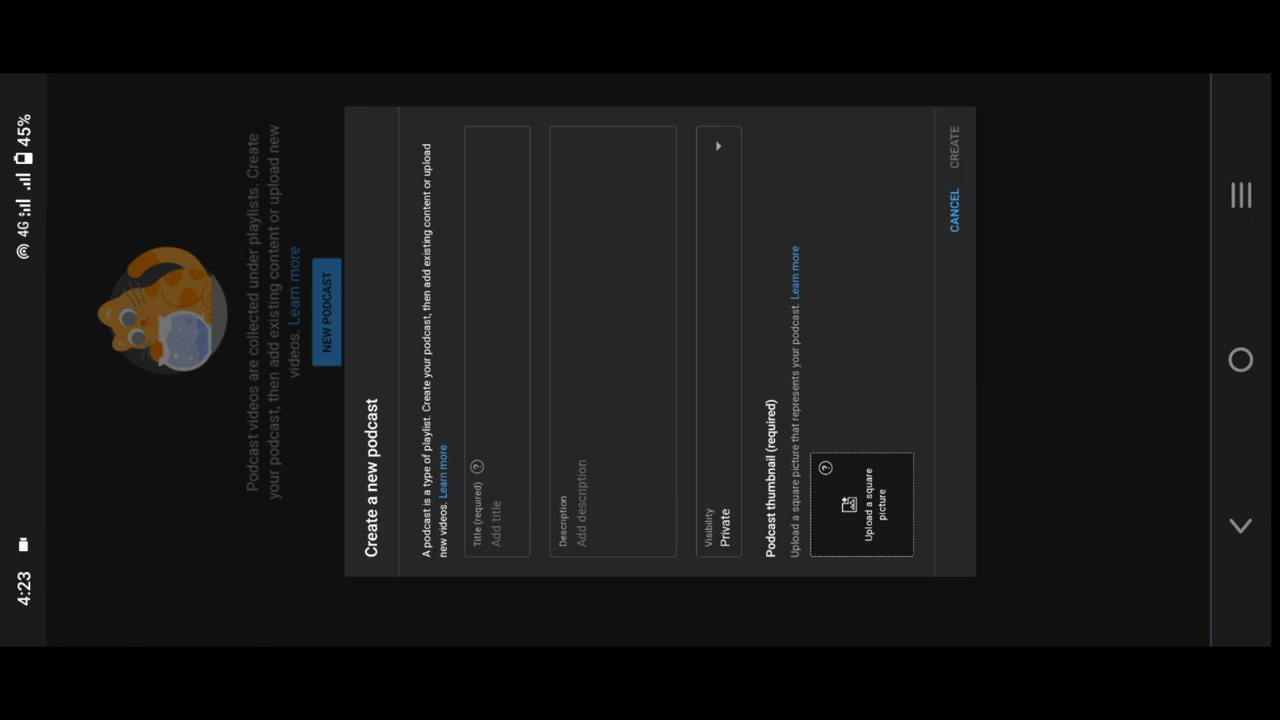 4:23
4G
45%
Podcast videos are collected under playlists. Create
your podcast, then add existing content or upload new
videos. Learn more
NEW PODCAST
Create a new podcast
A podcast is a type of playlist. Create your podcast, then add existing content or upload
new videos. Learn more
Title (required) ?
Add title
Description
Add description
Visibility
Private
Podcast thumbnail (required)
Upload a square picture that represents your podcast. Learn more
?
Upload a square
picture
CANCEL CREATE